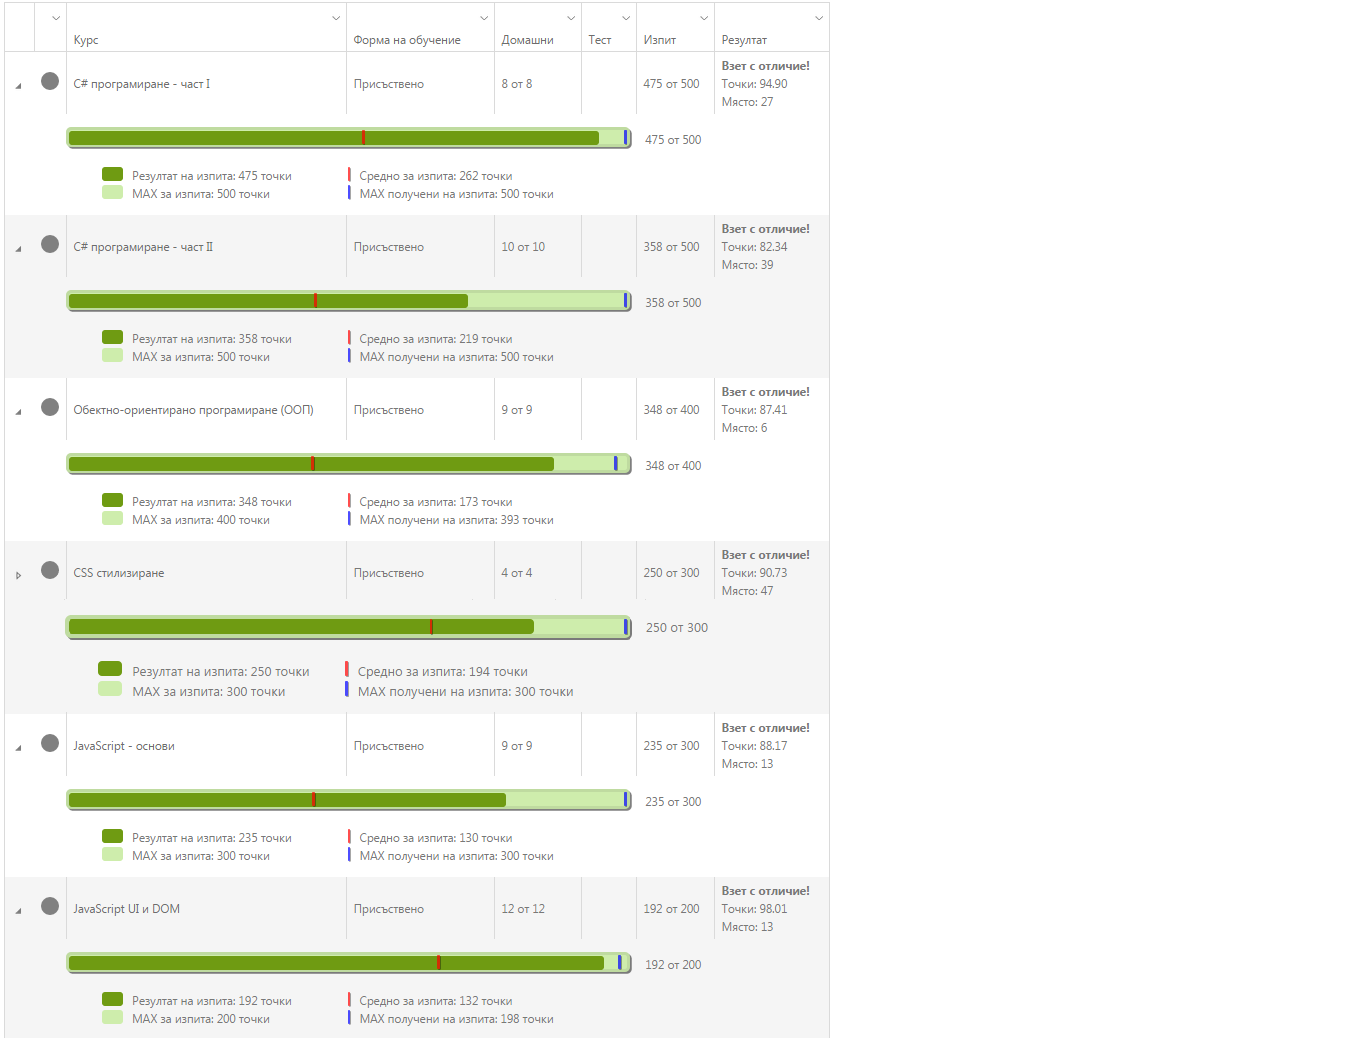 Курс Форма на обучение Домашни Тест Изпит Резултат
Взет с отличие!
C# програмиране - част I Присъствено 8 от 8 475 от 500 Точки: 94.90
Място: 27
475 от 500
Резултат на изпита: 475 точки Средно за изпита: 262 точки
MAX за изпита: 500 точки MAX получени на изпита: 500 точки
Взет с отличие!
C# програмиране - част II Присъствено 10 от 10 358 от 500 Точки: 82.34
Място: 39
358 от 500
Резултат на изпита: 358 точки Средно за изпита: 219 точки
MAX за изпита: 500 точки MAX получени на изпита: 500 точки
Взет с отличие!
Обектно-ориентирано програмиране (ООП) Присъствено 9 от 9 348 от 400 Точки: 87.41
Място: 6
348 от 400
Резултат на изпита: 348 точки Средно за изпита: 173 точки
MAX за изпита: 400 точки MAX получени на изпита: 393 точки
Взет с отличие!
CSS стилизиране Присъствено 4 от 4 250 от 300 Точки: 90.73
Място: 47
250 от 300
Резултат на изпита: 250 точки Средно за изпита: 194 точки
MAX за изпита: 300 точки MAX получени на изпита: 300 точки
Взет с отличие!
JavaScript - основи Присъствено 9 от 9 235 от 300 Точки: 88.17
Място: 13
235 от 300
Резултат на изпита: 235 точки Средно за изпита: 130 точки
MAX за изпита: 300 точки MAX получени на изпита: 300 точки
Взет с отличие!
JavaScript UI и DOM Присъствено 12 от 12 192 от 200 Точки: 98.01
Място: 13
192 от 200
Резултат на изпита: 192 точки Средно за изпита: 132 точки
MAX за изпита: 200 точки MAX получени на изпита: 198 точки